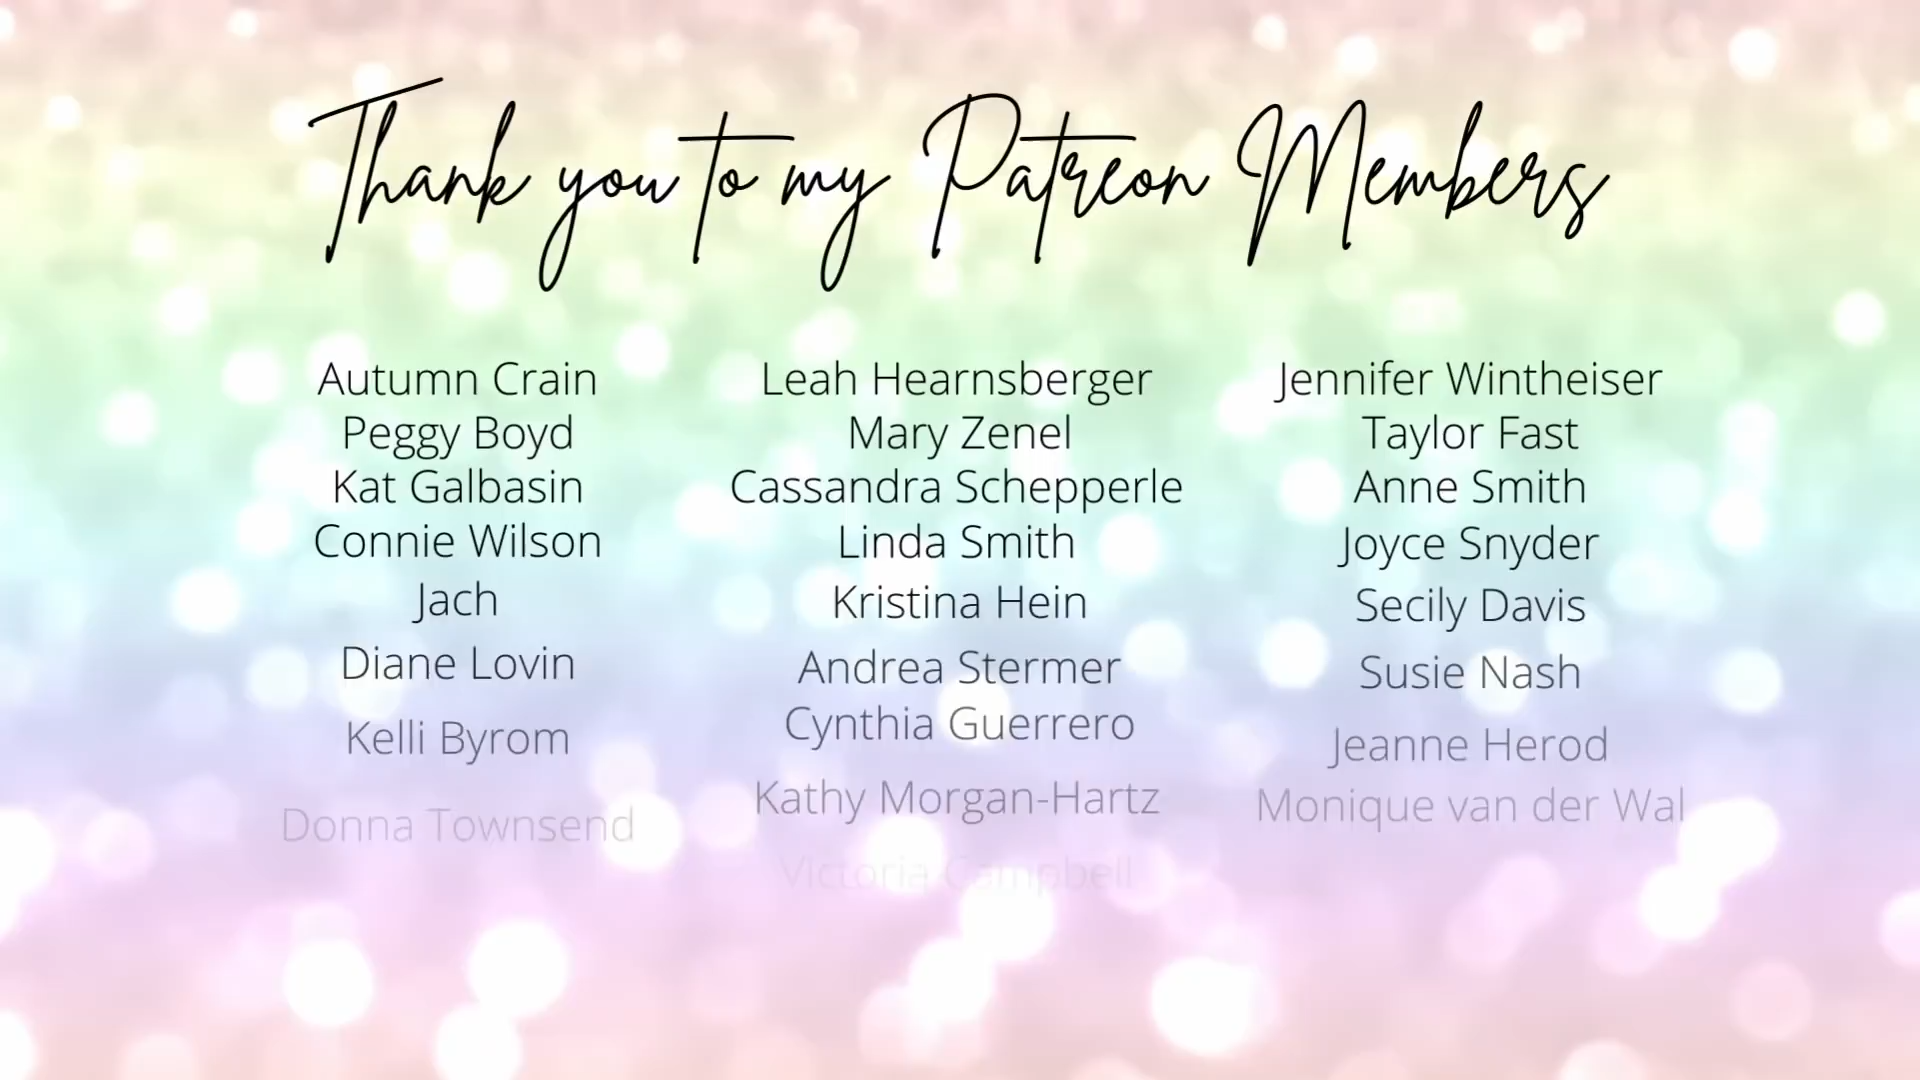 Thank you to my Patreon Members
Autumn Crain
Peggy Boyd
Kat Galbasin
Connie Wilson
Jach
Diane Lovin
Kelli Byrom
Donna Townsend
Leah Hearnsberger
Mary Zenel
Cassandra Schepperle
Linda Smith
Kristina Hein
Andrea Stermer
Cynthia Guerrero
Kathy Morgan-Hartz
Victoria Campbell
Jennifer Wintheiser
Taylor Fast
Anne Smith
Joyce Snyder
Secily Davis
Susie Nash
Jeanne Herod
Monique van der Wal